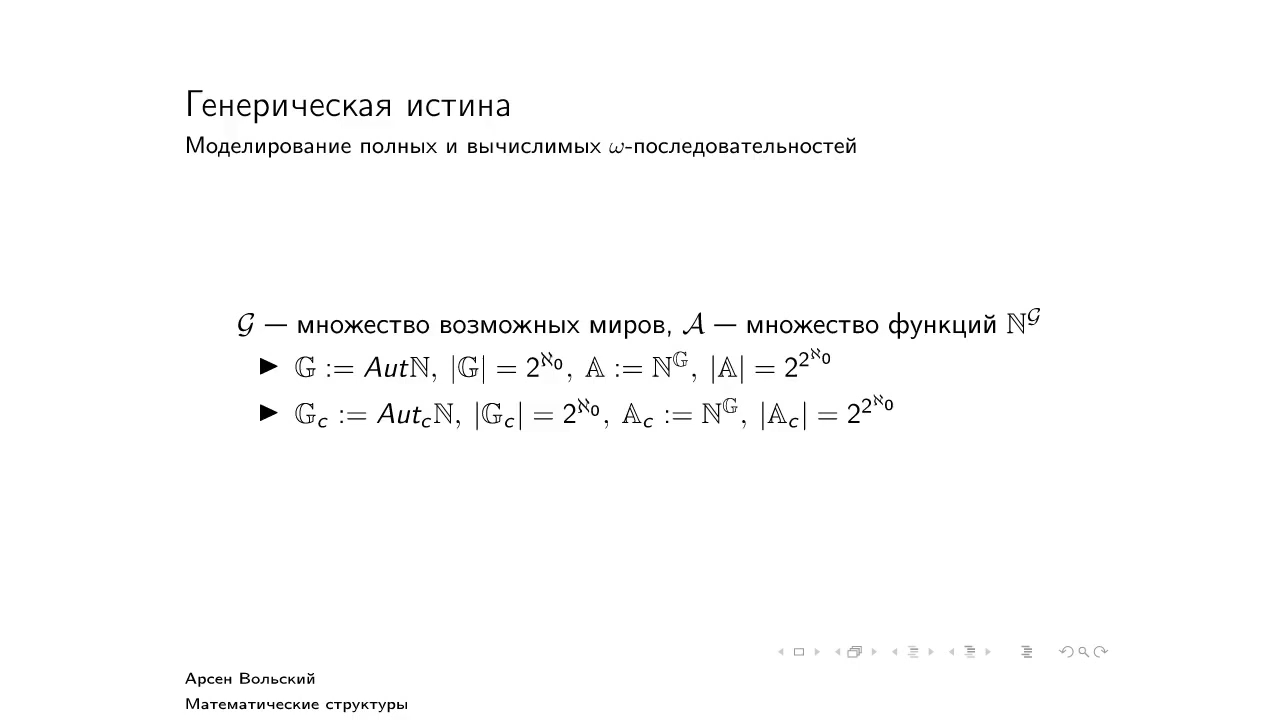 Генерическая истина
Моделирование полных и вычислимых ω-последовательностей
𝒢 — множество возможных миров, 𝒜 — множество функций ℕ^𝒢
▶ 𝔾 := Autℕ, |𝔾| = 2^ℵ₀, 𝔸 := ℕ^𝔾, |𝔸| = 2^2^ℵ₀
▶ 𝔾_c := Aut_cℕ, |𝔾_c| = 2^ℵ₀, 𝔸_c := ℕ^𝔾, |𝔸_c| = 2^2^ℵ₀
Арсен Вольский
Математические структуры